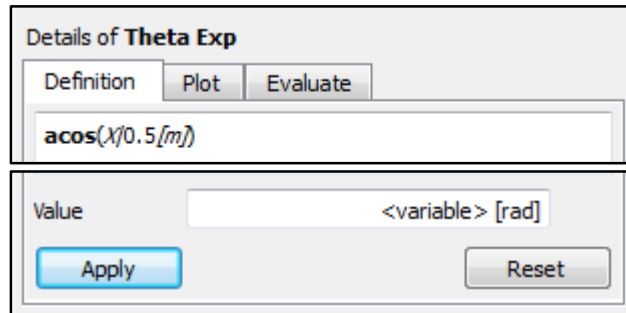 Details of Theta Exp
Definition Plot Evaluate
acos(X/0.5[m])
Value <variable> [rad]
Apply Reset